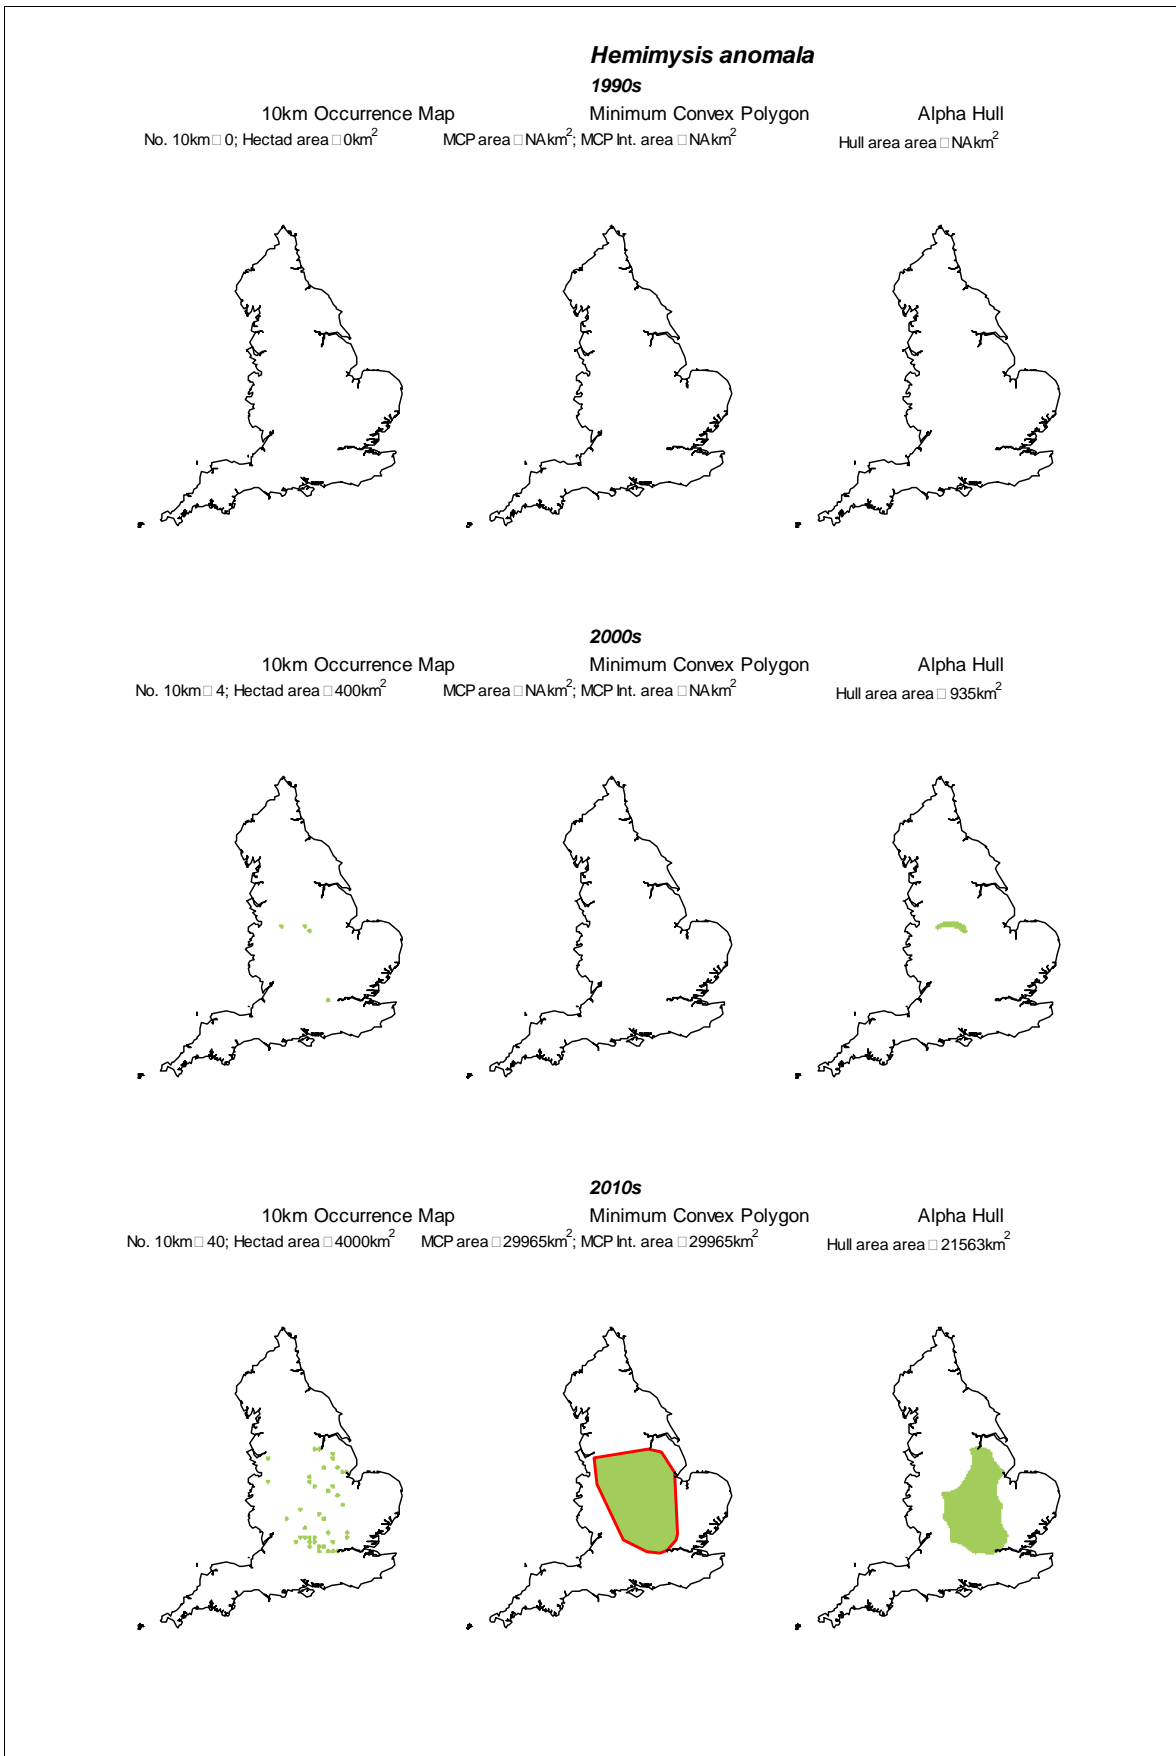 Hemimysis anomala
1990s
10km Occurrence Map Minimum Convex Polygon Alpha Hull
No. 10km□0; Hectad area □0km² MCP area □NAkm²; MCP Int. area □NAkm² Hull area area □NAkm²
2000s
10km Occurrence Map Minimum Convex Polygon Alpha Hull
No. 10km□4; Hectad area □400km² MCP area □NAkm²; MCP Int. area □NAkm² Hull area area □935km²
2010s
10km Occurrence Map Minimum Convex Polygon Alpha Hull
No. 10km□40; Hectad area □4000km² MCP area □29965km²; MCP Int. area □29965km² Hull area area □21563km²